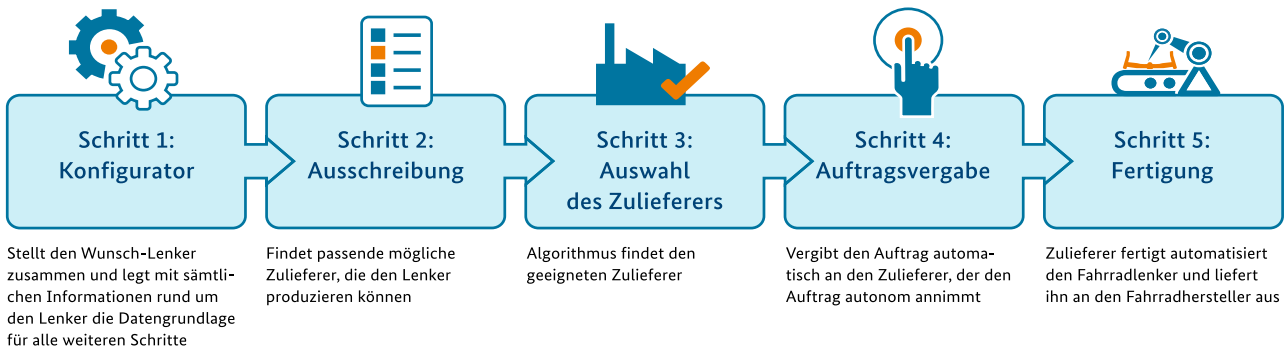 Schritt 1:
Konfigurator
Stellt den Wunsch-Lenker
zusammen und legt mit sämtli-
chen Informationen rund um
den Lenker die Datengrundlage
für alle weiteren Schritte
Schritt 2:
Ausschreibung
Findet passende mögliche
Zulieferer, die den Lenker
produzieren können
Schritt 3:
Auswahl
des Zulieferers
Algorithmus findet den
geeigneten Zulieferer
Schritt 4:
Auftragsvergabe
Vergibt den Auftrag automa-
tisch an den Zulieferer, der den
Auftrag autonom annimmt
Schritt 5:
Fertigung
Zulieferer fertigt automatisiert
den Fahrradlenker und liefert
ihn an den Fahrradhersteller aus